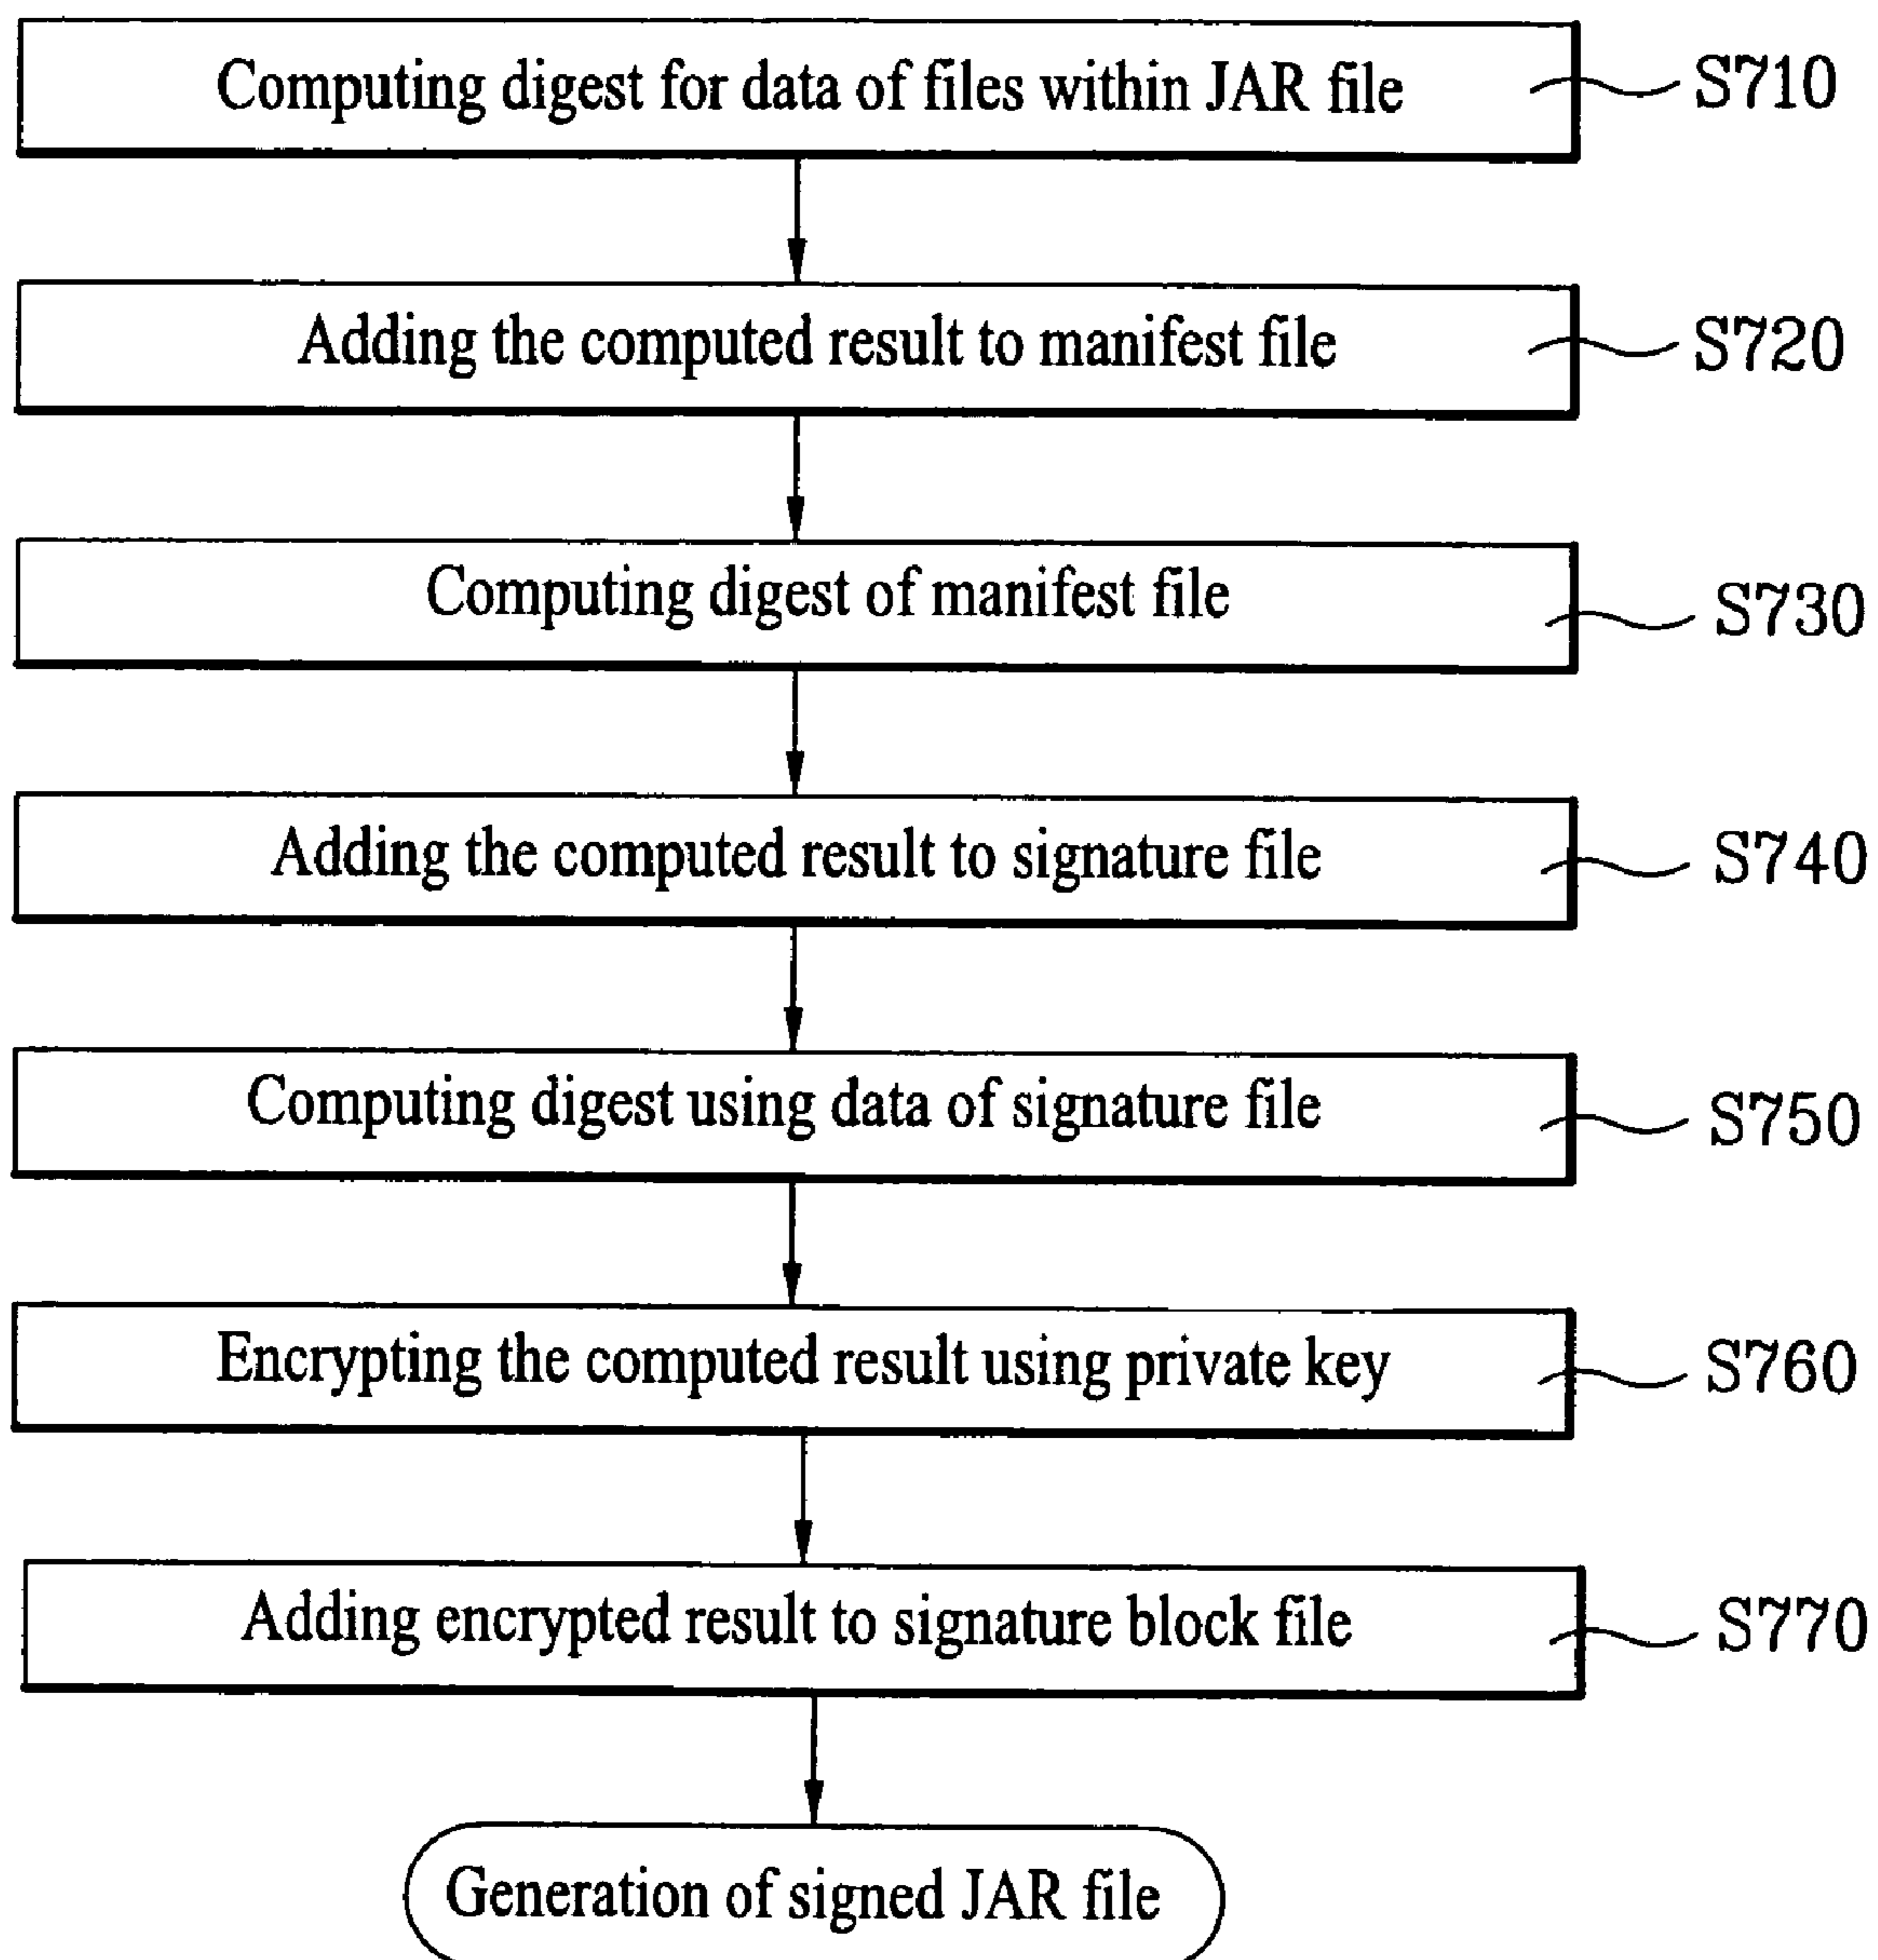 Computing digest for data of files within JAR file
S710
Adding the computed result to manifest file
S720
Computing digest of manifest file
S730
Adding the computed result to signature file
S740
Computing digest using data of signature file
S750
Encrypting the computed result using private key
S760
Adding encrypted result to signature block file
S770
Generation of signed JAR file